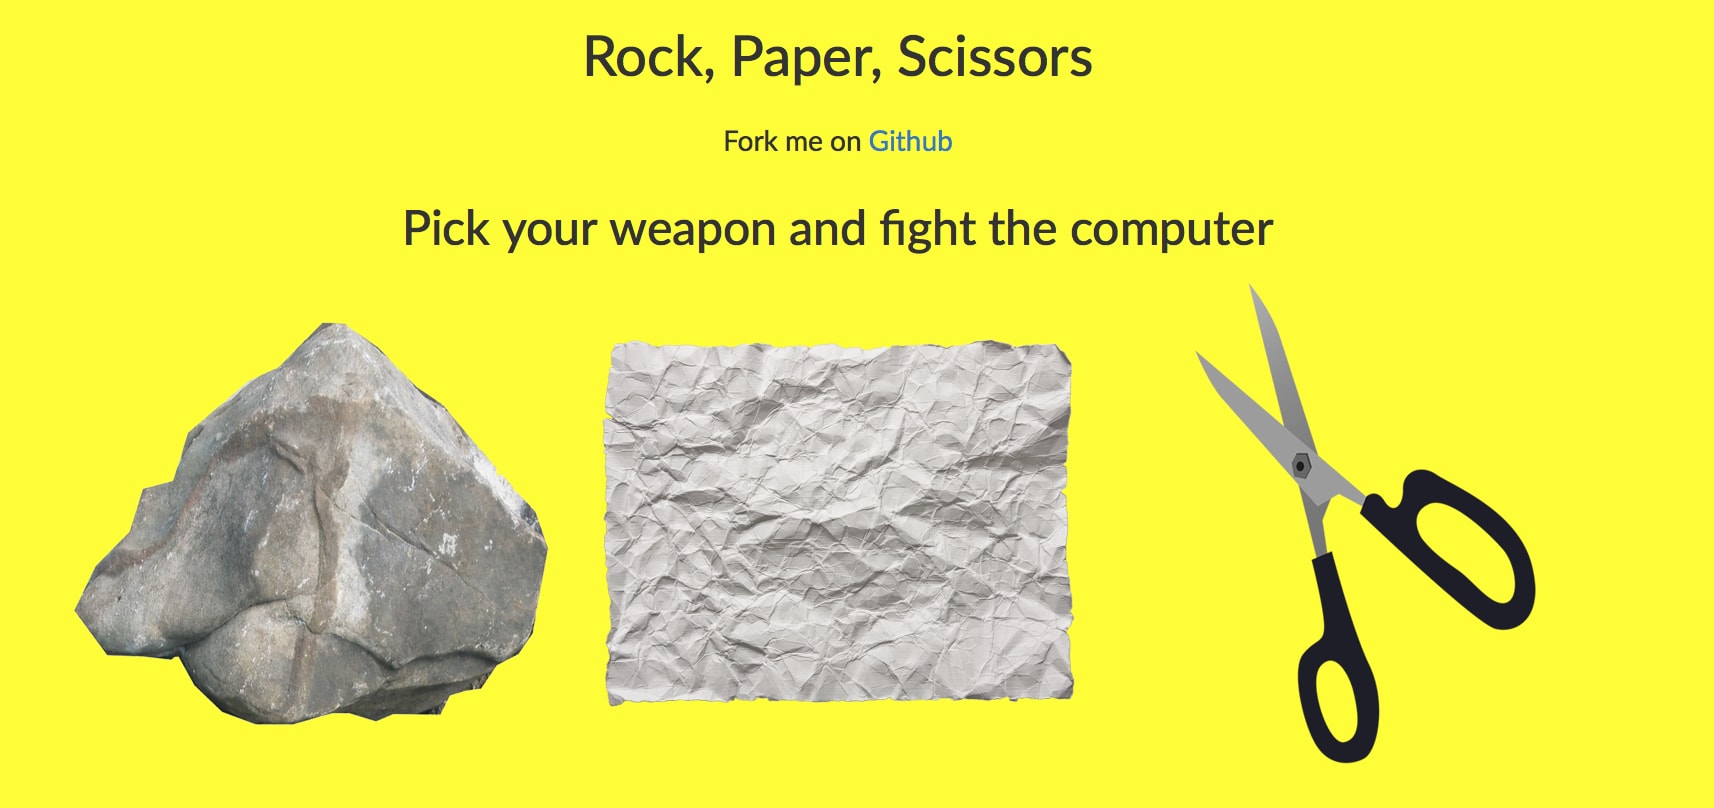 Rock, Paper, Scissors
Fork me on Github
Pick your weapon and fight the computer